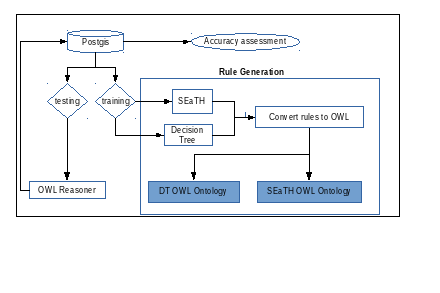 Postgis
Accuracy assessment
Rule Generation
testing
training
SEaTH
Convert rules to OWL
Decision
Tree
OWL Reasoner
DT OWL Ontology
SEaTH OWL Ontology